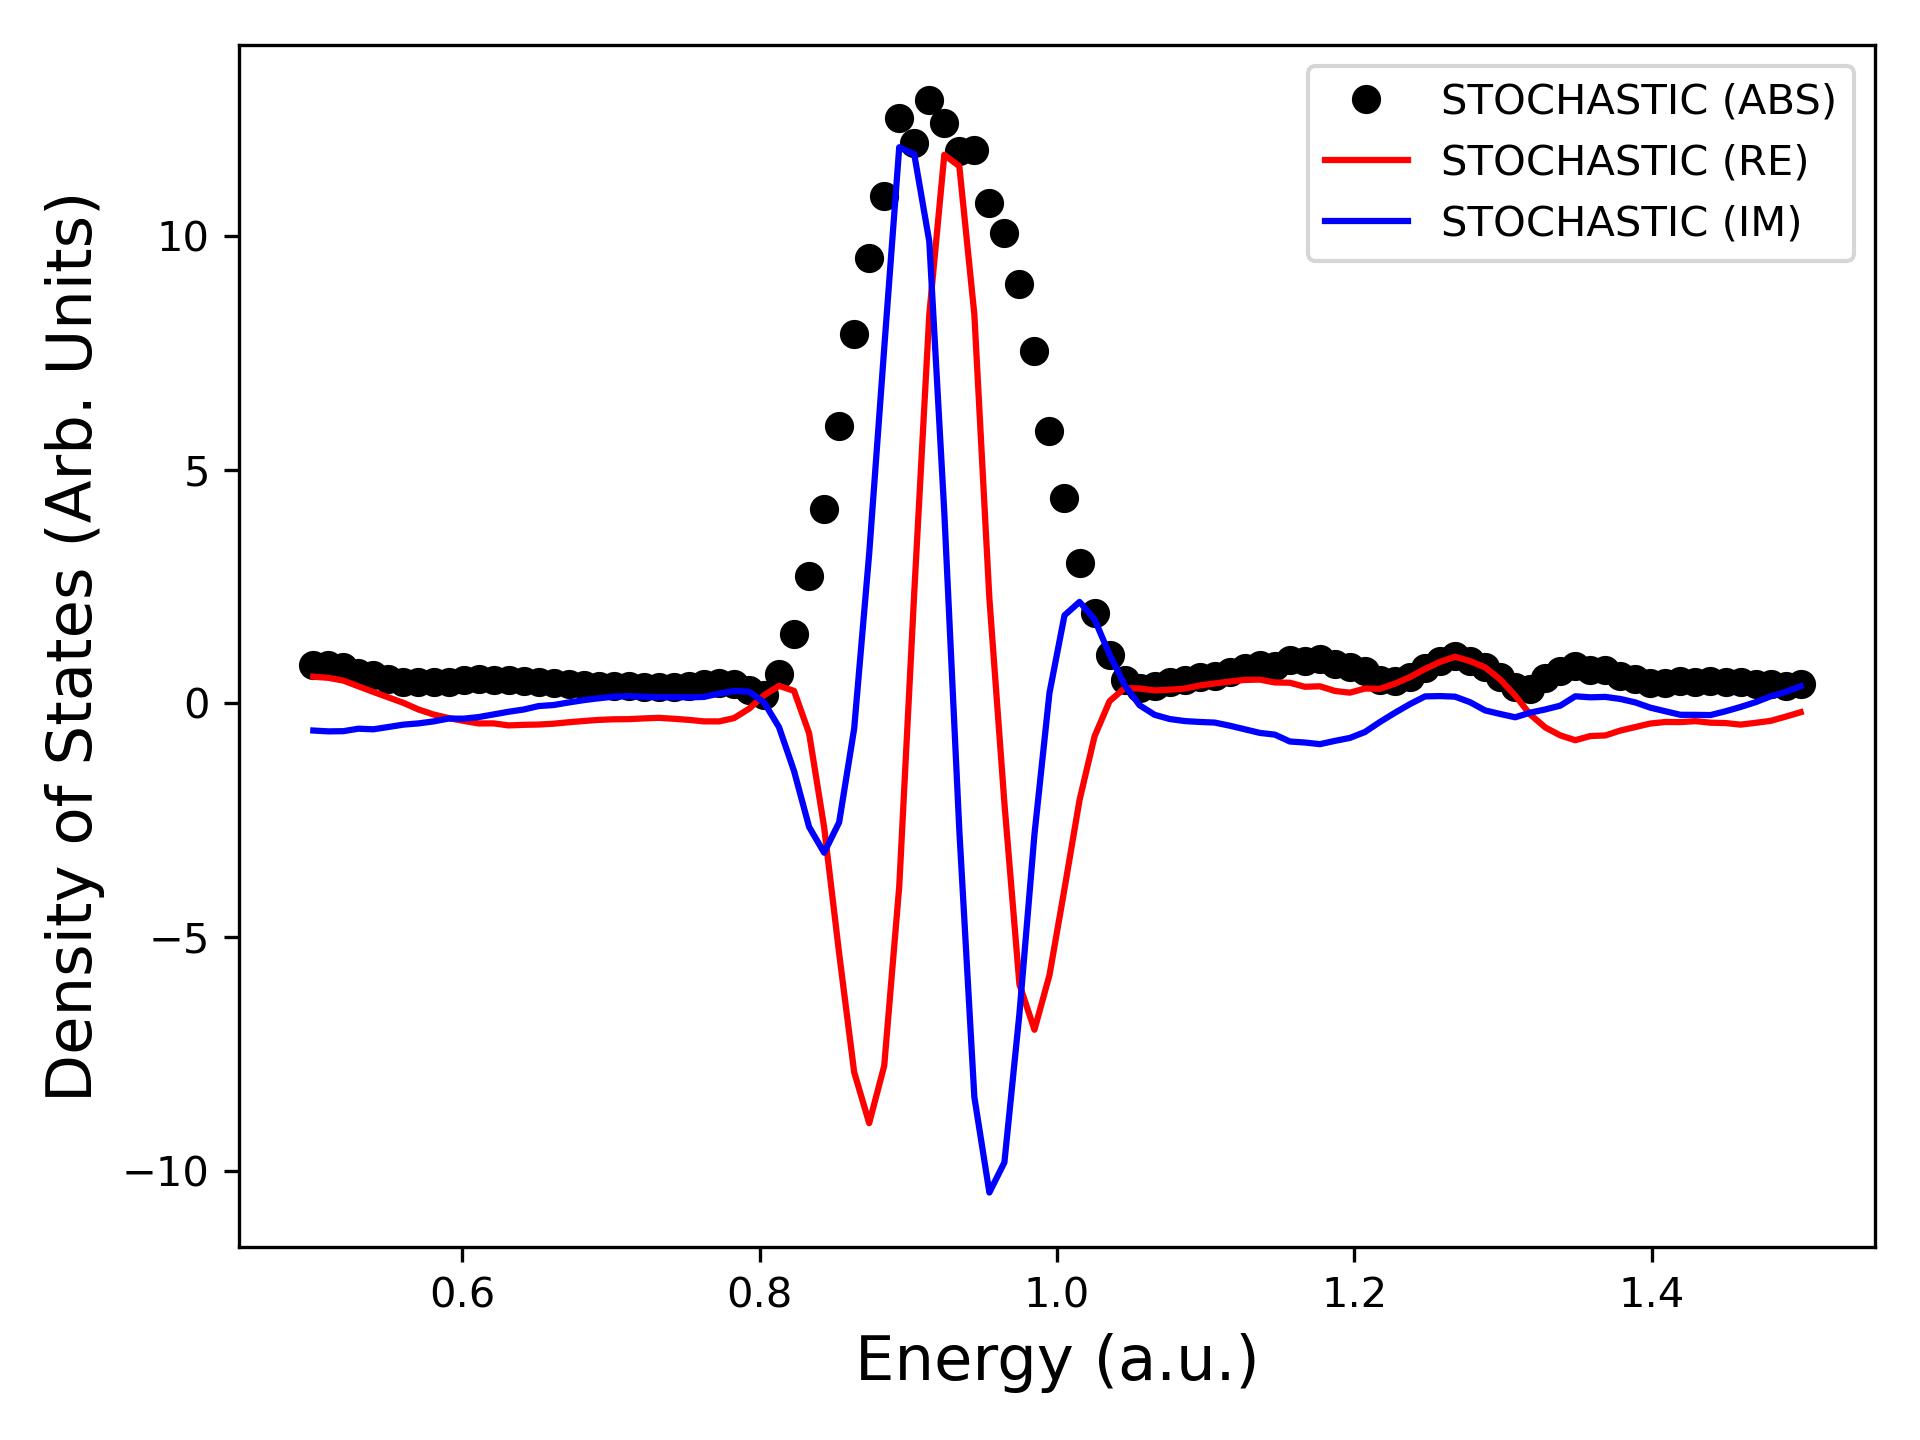 STOCHASTIC (ABS)
STOCHASTIC (RE)
STOCHASTIC (IM)
Density of States (Arb. Units)
10
5
0
−5
−10
0.6 0.8 1.0 1.2 1.4
Energy (a.u.)